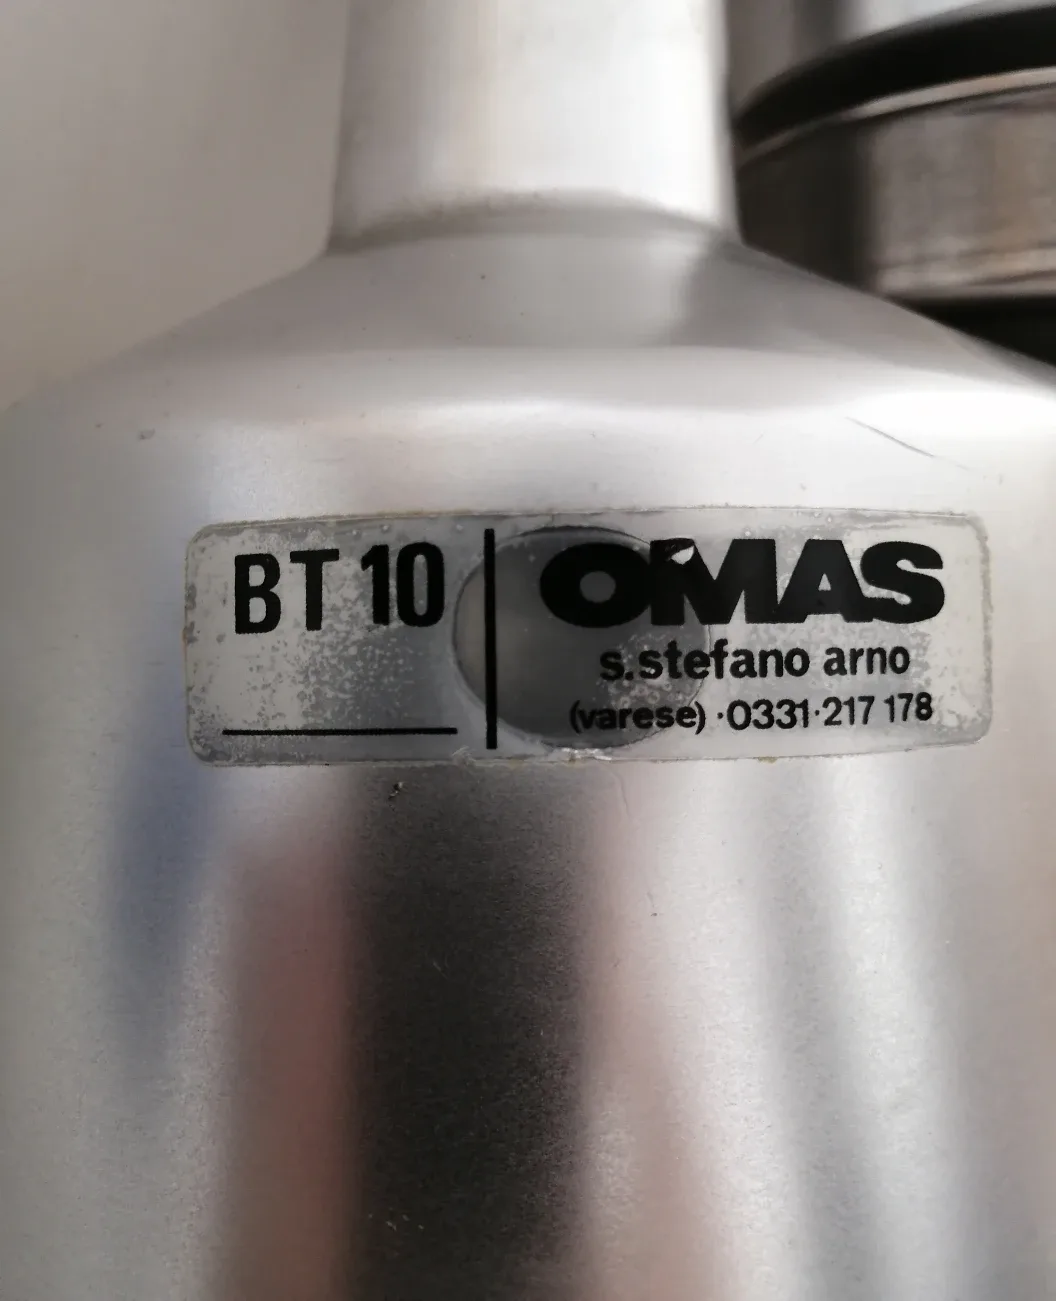 BT 10
OMAS
s.stefano arno
(varese) ·0331·217 178